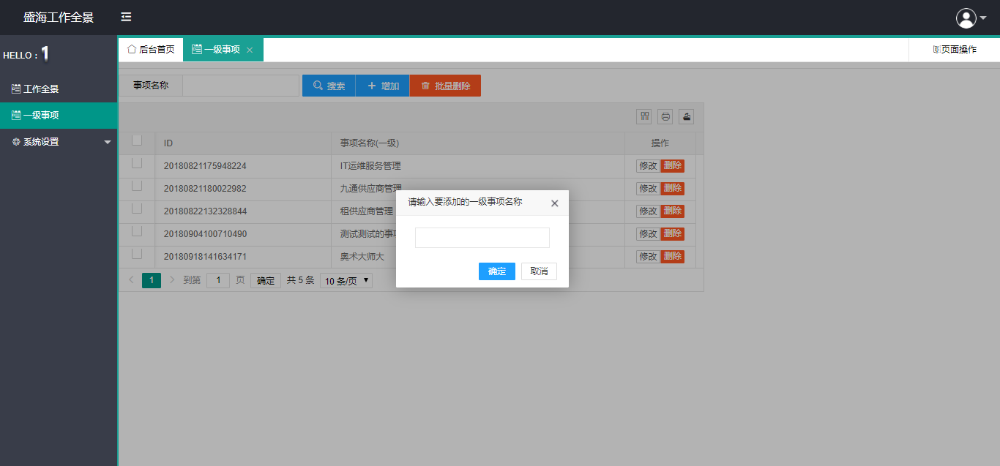 盛海工作全景
HELLO : 1
工作全景
一级事项
系统设置
后台首页
一级事项
页面操作
事项名称
搜索
增加
批量删除
ID
事项名称(一级)
操作
20180821175948224
IT运维服务管理
修改 删除
20180821180022982
九通供应商管理
修改 删除
20180822132328844
租供应商管理
修改 删除
20180904100710490
测试测试的事
修改 删除
20180918141634171
奥术大师大
修改 删除
1
到第 1 页 确定 共 5 条 10 条/页
请输入要添加的一级事项名称
确定 取消